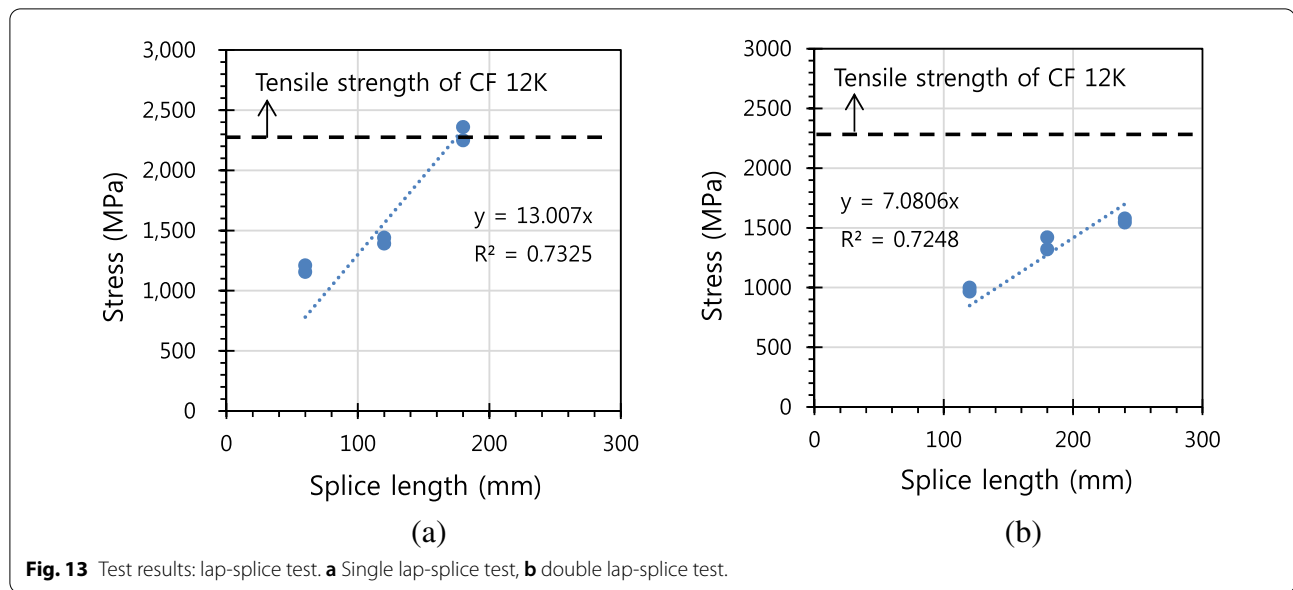 3,000
2,500
2,000
1,500
1,000
500
0
Stress (MPa)
Tensile strength of CF 12K
y = 13.007x
R² = 0.7325
0 100 200 300
Splice length (mm)
(a)
3000
2500
2000
1500
1000
500
0
Stress (MPa)
Tensile strength of CF 12K
y = 7.0806x
R² = 0.7248
0 100 200 300
Splice length (mm)
(b)
Fig. 13 Test results: lap-splice test. a Single lap-splice test, b double lap-splice test.